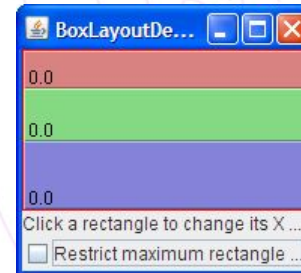 BoxLayoutDe...
0.0
0.0
0.0
Click a rectangle to change its X ...
Restrict maximum rectangle ...